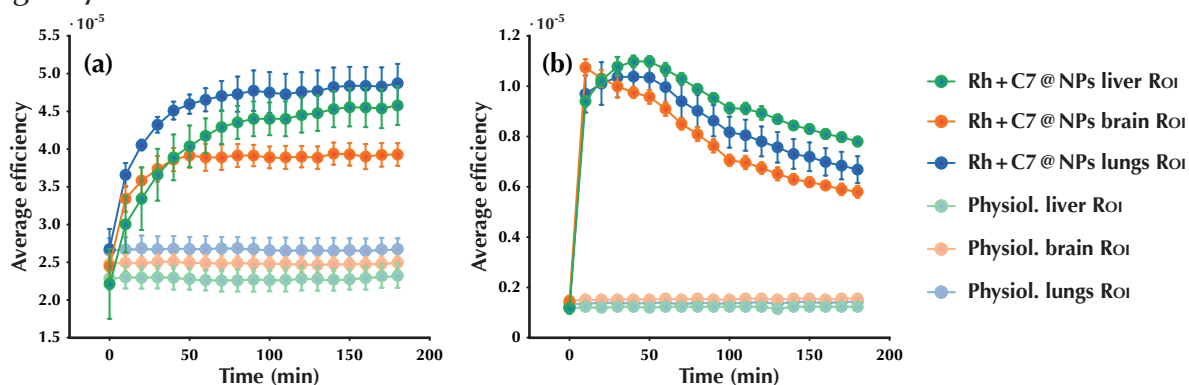 ·10⁻⁵
5.5
5.0
4.5
4.0
3.5
3.0
2.5
2.0
1.5
Average efficiency
(a)
0 50 100 150 200
Time (min)
·10⁻⁵
1.2
1.0
0.8
0.6
0.4
0.2
0
Average efficiency
(b)
0 50 100 150 200
Time (min)
Rh + C7 @ NPs liver ROI
Rh + C7 @ NPs brain ROI
Rh + C7 @ NPs lungs ROI
Physiol. liver ROI
Physiol. brain ROI
Physiol. lungs ROI